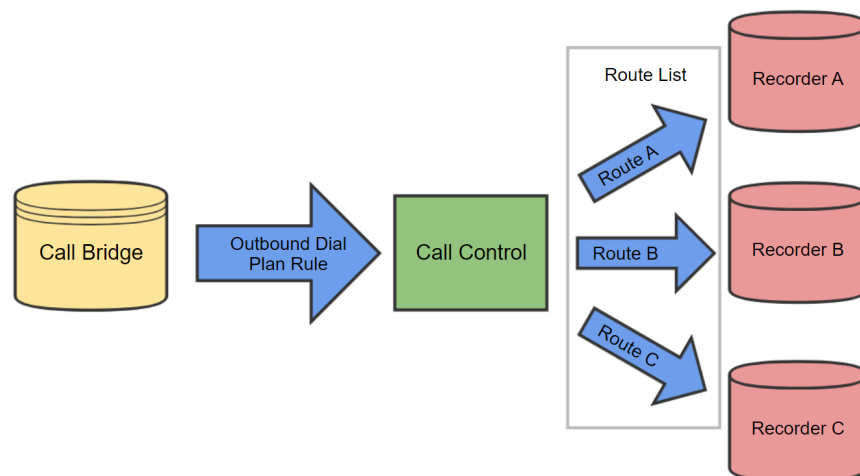 Call Bridge
Outbound Dial
Plan Rule
Call Control
Route List
Route A
Route B
Route C
Recorder A
Recorder B
Recorder C